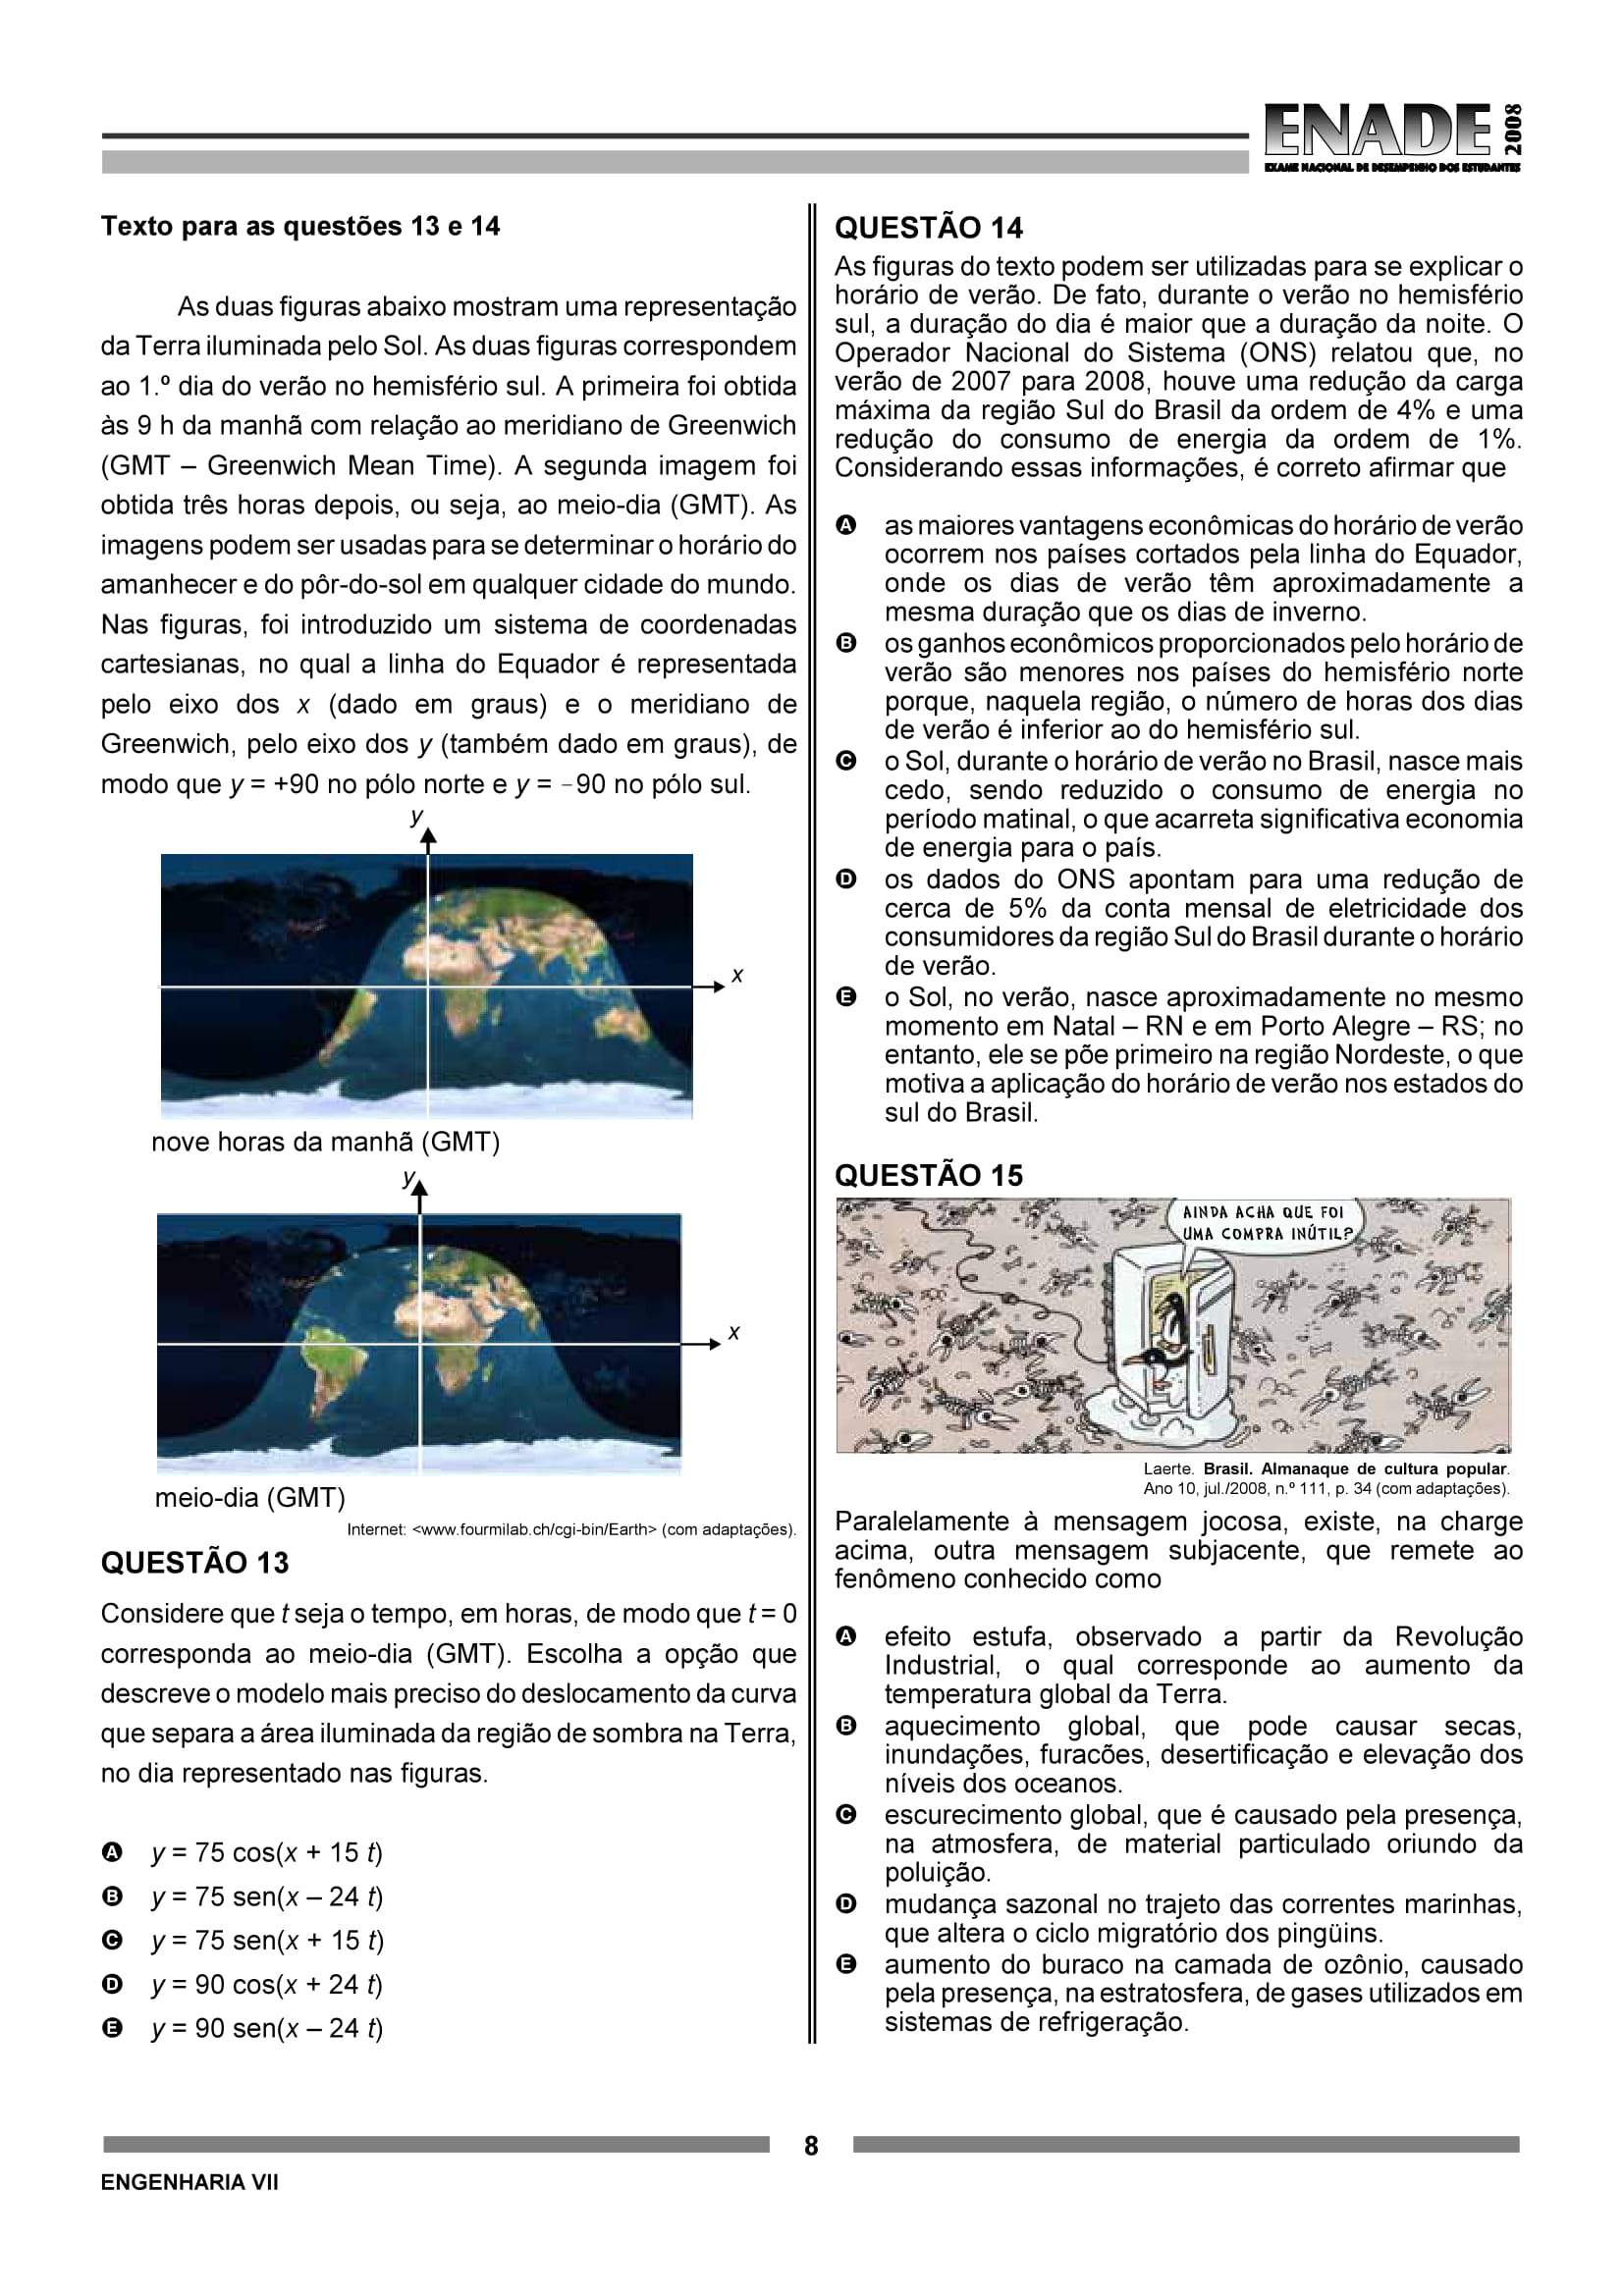 ENADE
2008
EXAME NACIONAL DE DESEMPENHO DOS ESTUDANTES
Texto para as questões 13 e 14
As duas figuras abaixo mostram uma representação
da Terra iluminada pelo Sol. As duas figuras correspondem
ao 1.º dia do verão no hemisfério sul. A primeira foi obtida
às 9 h da manhã com relação ao meridiano de Greenwich
(GMT – Greenwich Mean Time). A segunda imagem foi
obtida três horas depois, ou seja, ao meio-dia (GMT). As
imagens podem ser usadas para se determinar o horário do
amanhecer e do pôr-do-sol em qualquer cidade do mundo.
Nas figuras, foi introduzido um sistema de coordenadas
cartesianas, no qual a linha do Equador é representada
pelo eixo dos x (dado em graus) e o meridiano de
Greenwich, pelo eixo dos y (também dado em graus), de
modo que y = +90 no pólo norte e y = −90 no pólo sul.
y
x
nove horas da manhã (GMT)
y
x
meio-dia (GMT)
Internet: <www.fourmilab.ch/cgi-bin/Earth> (com adaptações).
QUESTÃO 13
Considere que t seja o tempo, em horas, de modo que t = 0
corresponda ao meio-dia (GMT). Escolha a opção que
descreve o modelo mais preciso do deslocamento da curva
que separa a área iluminada da região de sombra na Terra,
no dia representado nas figuras.
A y = 75 cos(x + 15 t)
B y = 75 sen(x – 24 t)
C y = 75 sen(x + 15 t)
D y = 90 cos(x + 24 t)
E y = 90 sen(x – 24 t)
QUESTÃO 14
As figuras do texto podem ser utilizadas para se explicar o
horário de verão. De fato, durante o verão no hemisfério
sul, a duração do dia é maior que a duração da noite. O
Operador Nacional do Sistema (ONS) relatou que, no
verão de 2007 para 2008, houve uma redução da carga
máxima da região Sul do Brasil da ordem de 4% e uma
redução do consumo de energia da ordem de 1%.
Considerando essas informações, é correto afirmar que
A as maiores vantagens econômicas do horário de verão
ocorrem nos países cortados pela linha do Equador,
onde os dias de verão têm aproximadamente a
mesma duração que os dias de inverno.
B os ganhos econômicos proporcionados pelo horário de
verão são menores nos países do hemisfério norte
porque, naquela região, o número de horas dos dias
de verão é inferior ao do hemisfério sul.
C o Sol, durante o horário de verão no Brasil, nasce mais
cedo, sendo reduzido o consumo de energia no
período matinal, o que acarreta significativa economia
de energia para o país.
D os dados do ONS apontam para uma redução de
cerca de 5% da conta mensal de eletricidade dos
consumidores da região Sul do Brasil durante o horário
de verão.
E o Sol, no verão, nasce aproximadamente no mesmo
momento em Natal – RN e em Porto Alegre – RS; no
entanto, ele se põe primeiro na região Nordeste, o que
motiva a aplicação do horário de verão nos estados do
sul do Brasil.
QUESTÃO 15
AINDA ACHA QUE FOI
UMA COMPRA INÚTIL?
Laerte. Brasil. Almanaque de cultura popular.
Ano 10, jul./2008, n.º 111, p. 34 (com adaptações).
Paralelamente à mensagem jocosa, existe, na charge
acima, outra mensagem subjacente, que remete ao
fenômeno conhecido como
A efeito estufa, observado a partir da Revolução
Industrial, o qual corresponde ao aumento da
temperatura global da Terra.
B aquecimento global, que pode causar secas,
inundações, furacões, desertificação e elevação dos
níveis dos oceanos.
C escurecimento global, que é causado pela presença,
na atmosfera, de material particulado oriundo da
poluição.
D mudança sazonal no trajeto das correntes marinhas,
que altera o ciclo migratório dos pingüins.
E aumento do buraco na camada de ozônio, causado
pela presença, na estratosfera, de gases utilizados em
sistemas de refrigeração.
8
ENGENHARIA VII